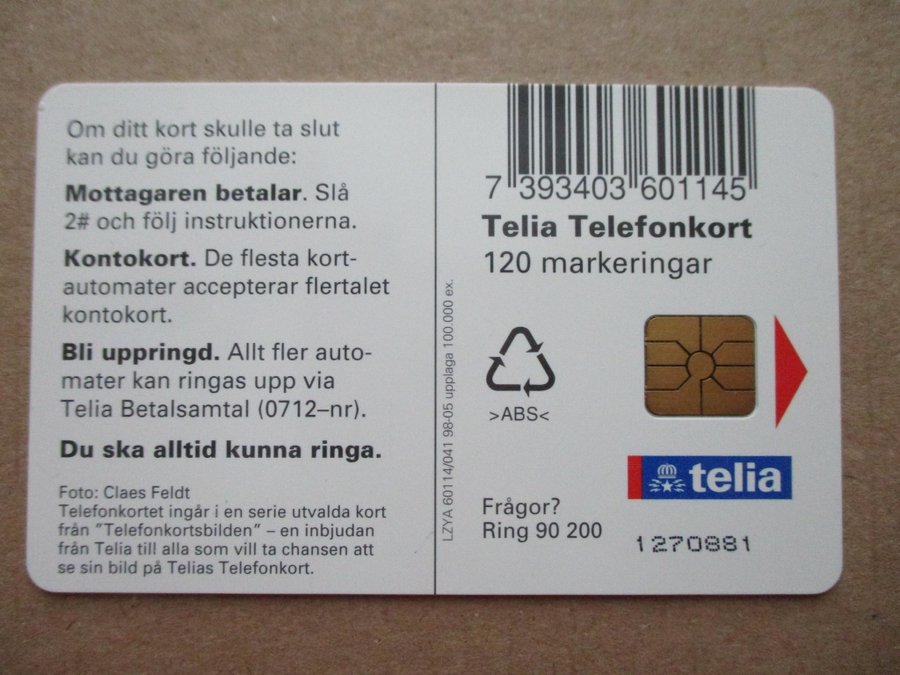 Om ditt kort skulle ta slut
kan du göra följande:
Mottagaren betalar. Slå
2# och följ instruktionerna.
Kontokort. De flesta kort-
automater accepterar flertalet
kontokort.
Bli uppringd. Allt fler auto-
mater kan ringas upp via
Telia Betalsamtal (0712–nr).
Du ska alltid kunna ringa.
Foto: Claes Feldt
Telefonkortet ingår i en serie utvalda kort
från "Telefonkortsbilden" – en inbjudan
från Telia till alla som vill ta chansen att
se sin bild på Telias Telefonkort.
LZYA 60114/041 98-05 upplaga 100.000 ex.
7 393403 601145
Telia Telefonkort
120 markeringar
>ABS<
telia
Frågor?
Ring 90 200
1270881